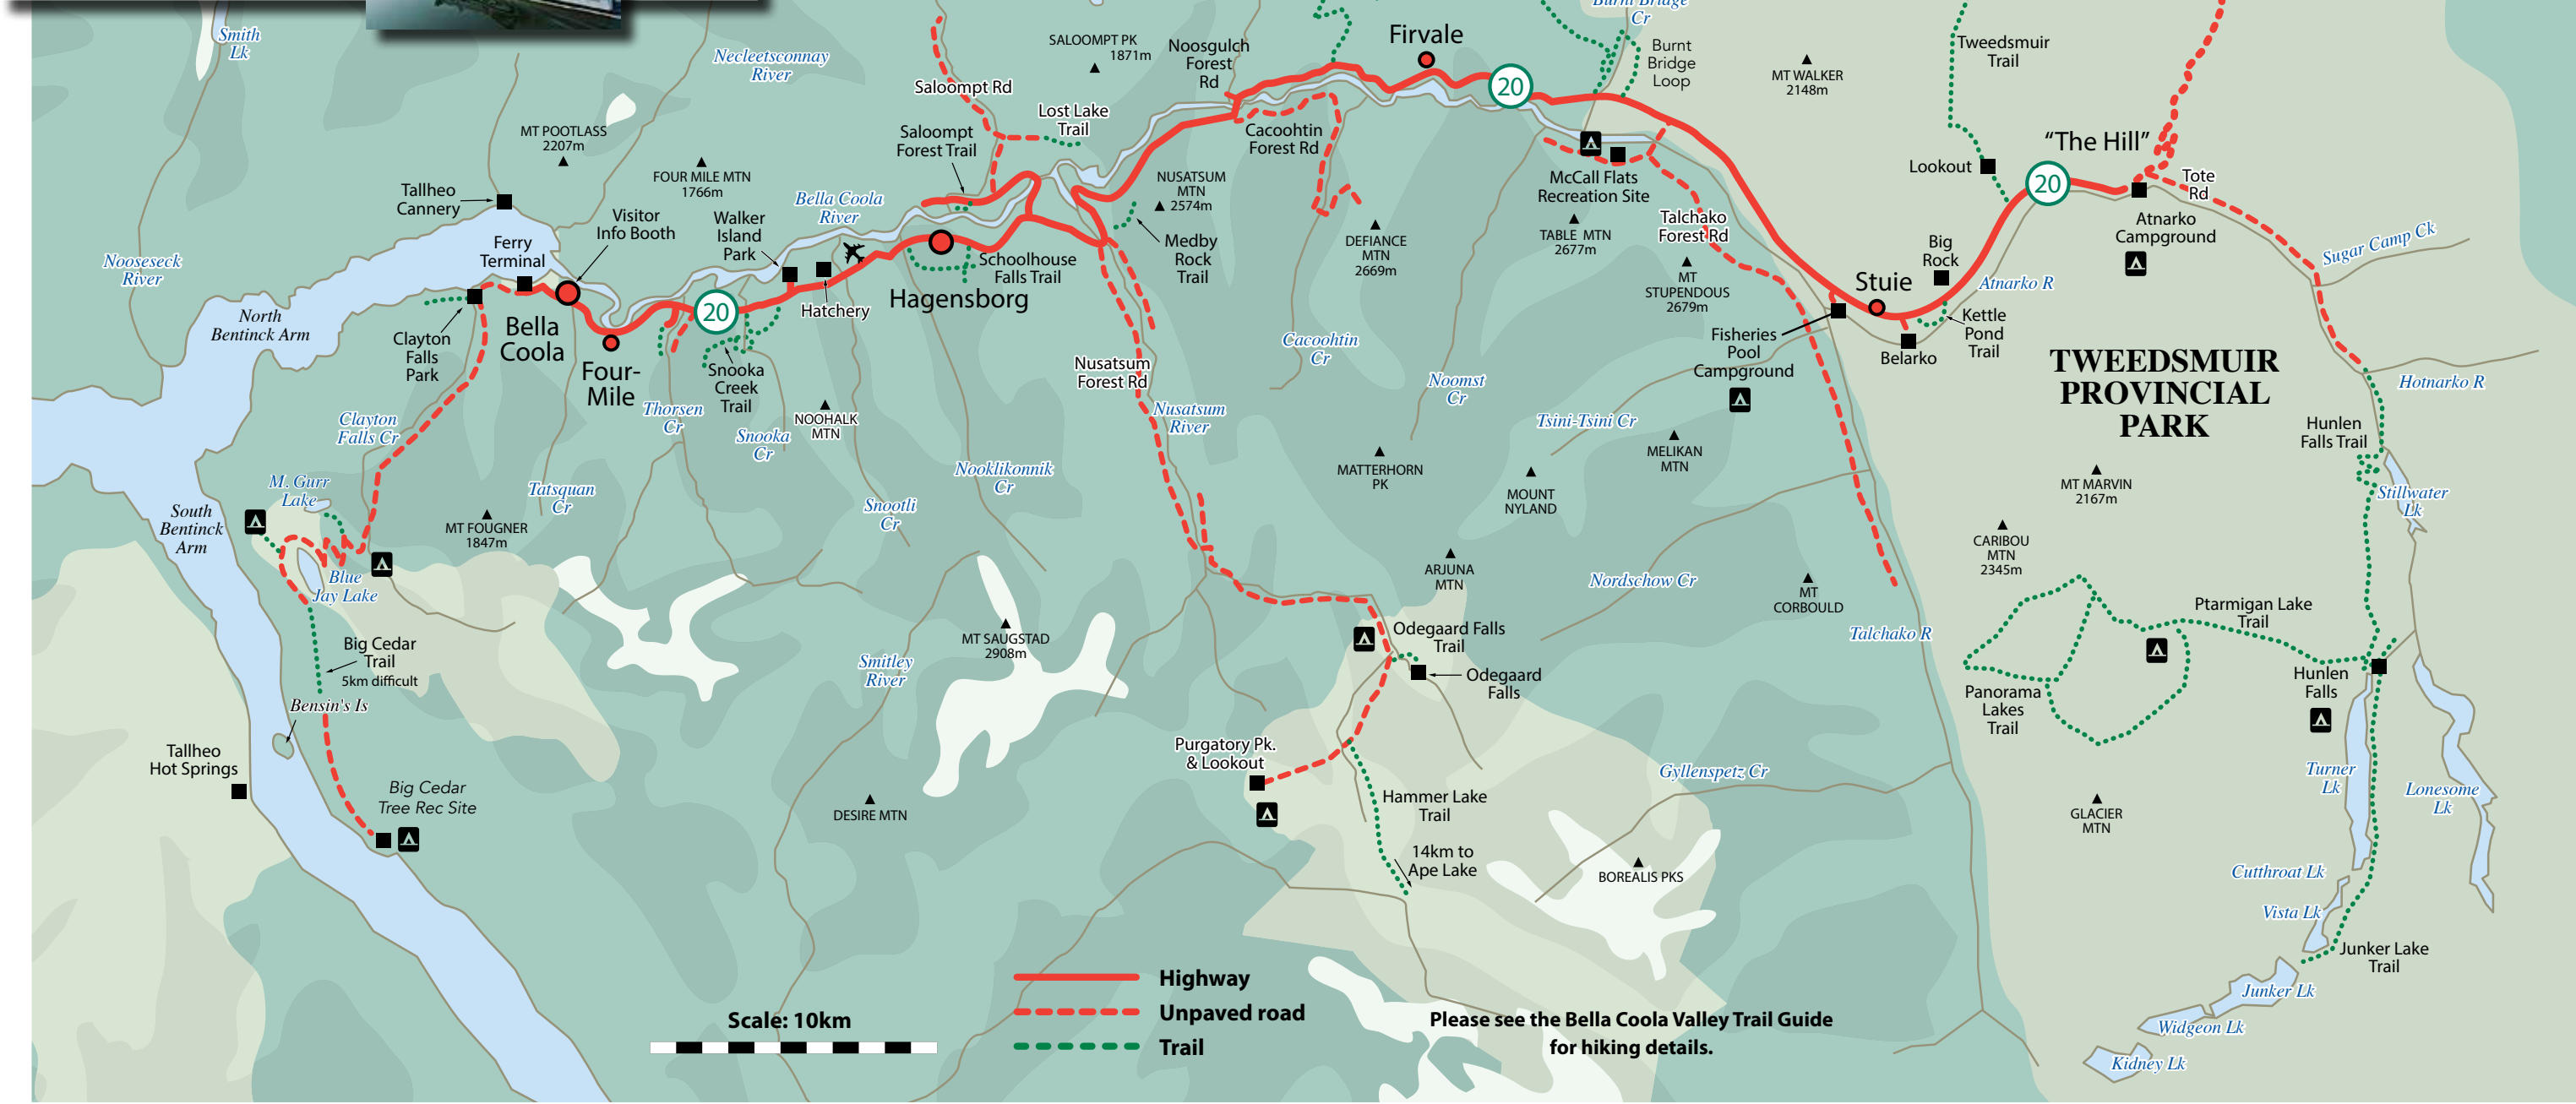 Smith
Lk
Necleetsconnay
River
SALOOMPT PK
1871m
Noosgulch
Forest
Rd
Firvale
Burnt Bridge
Cr
Burnt
Bridge
Loop
MT WALKER
2148m
Tweedsmuir
Trail
20
Saloompt Rd
Lost Lake
Trail
Saloompt
Forest Trail
Cacoohtin
Forest Rd
MT POOTLASS
2207m
FOUR MILE MTN
1766m
Tallheo
Cannery
Visitor
Info Booth
Walker
Island
Park
Bella Coola
River
NUSATSUM
MTN
2574m
McCall Flats
Recreation Site
Lookout
"The Hill"
20
Tote
Rd
Atnarko
Campground
Sugar Camp Ck
Nooseseck
River
Ferry
Terminal
Medby
Rock
Trail
DEFIANCE
MTN
2669m
TABLE MTN
2677m
Talchako
Forest Rd
MT
STUPENDOUS
2679m
Big
Rock
Stuie
Atnarko R
Schoolhouse
Falls Trail
Hagensborg
Hatchery
20
North
Bentinck Arm
Clayton
Falls
Park
Bella
Coola
Four-
Mile
Snooka
Creek
Trail
Nusatsum
Forest Rd
Cacoohtin
Cr
Fisheries
Pool
Campground
Belarko
Kettle
Pond
Trail
TWEEDSMUIR
PROVINCIAL
PARK
Hotnarko R
Clayton
Falls Cr
Thorsen
Cr
Snooka
Cr
NOOHALK
MTN
Nusatsum
River
Noomst
Cr
Tsini-Tsini Cr
MELIKAN
MTN
Hunlen
Falls Trail
M. Gurr
Lake
Tatsquan
Cr
Snootli
Cr
Nooklikonnik
Cr
MATTERHORN
PK
MOUNT
NYLAND
MT MARVIN
2167m
Stillwater
Lk
South
Bentinck
Arm
MT FOUGNER
1847m
CARIBOU
MTN
2345m
Blue
Jay Lake
ARJUNA
MTN
Nordschow Cr
MT
CORBOULD
Big Cedar
Trail
5km difficult
Smitley
River
MT SAUGSTAD
2908m
Odegaard Falls
Trail
Odegaard
Falls
Talchako R
Ptarmigan Lake
Trail
Bensin's Is
Panorama
Lakes
Trail
Hunlen
Falls
Tallheo
Hot Springs
Purgatory Pk.
& Lookout
Gyllenspetz Cr
Turner
Lk
Lonesome
Lk
Big Cedar
Tree Rec Site
DESIRE MTN
Hammer Lake
Trail
GLACIER
MTN
14km to
Ape Lake
BOREALIS PKS
Cutthroat Lk
Vista Lk
Junker Lake
Trail
Junker Lk
Widgeon Lk
Kidney Lk
Highway
Unpaved road
Trail
Scale: 10km
Please see the Bella Coola Valley Trail Guide
for hiking details.